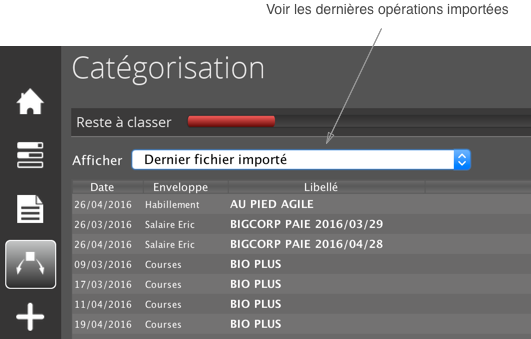 Voir les dernières opérations importées
Catégorisation
Reste à classer
Afficher Dernier fichier importé
Date Enveloppe Libellé
26/04/2016 Habillement AU PIED AGILE
26/03/2016 Salaire Eric BIGCORP PAIE 2016/03/29
26/04/2016 Salaire Eric BIGCORP PAIE 2016/04/28
09/03/2016 Courses BIO PLUS
17/03/2016 Courses BIO PLUS
11/04/2016 Courses BIO PLUS
19/04/2016 Courses BIO PLUS